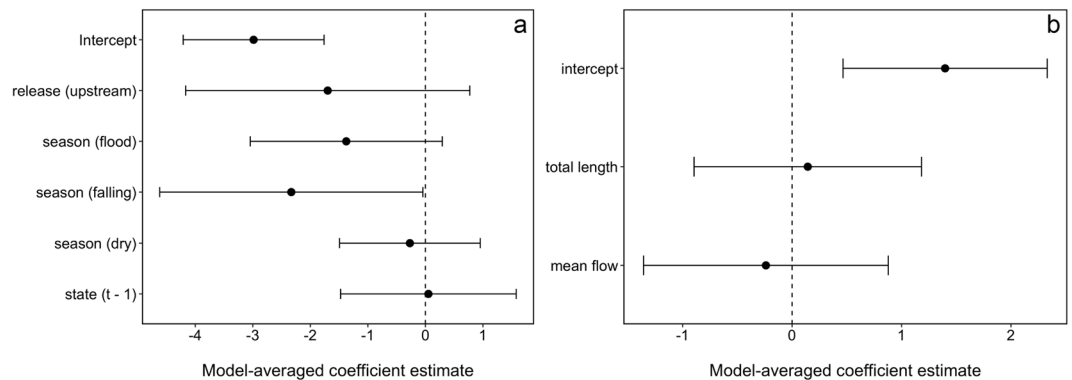 a
Intercept
release (upstream)
season (flood)
season (falling)
season (dry)
state (t - 1)
-4 -3 -2 -1 0 1
Model-averaged coefficient estimate
b
intercept
total length
mean flow
-1 0 1 2
Model-averaged coefficient estimate